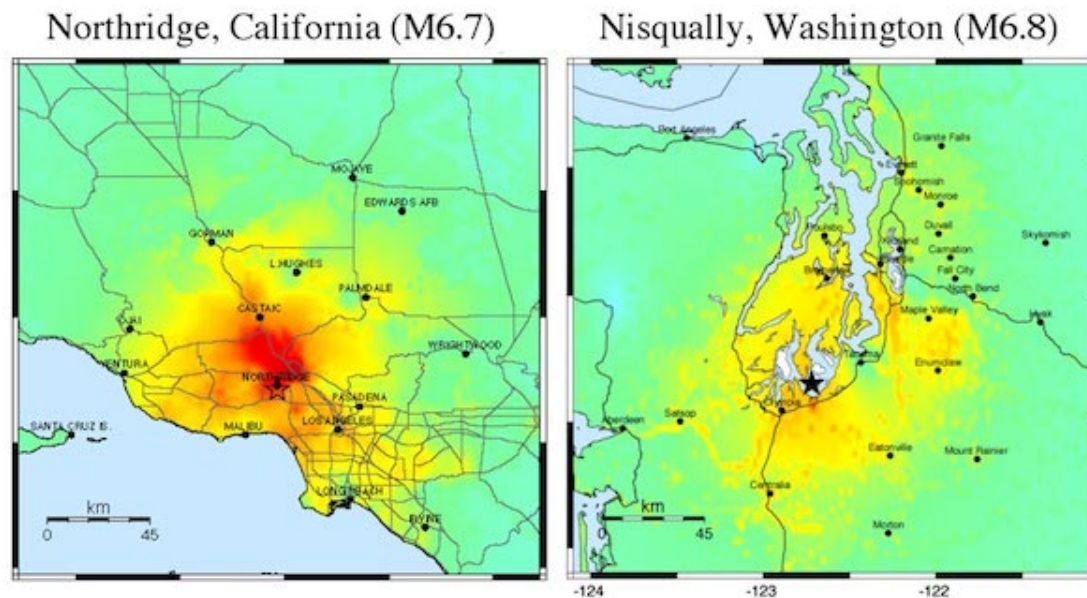 Northridge, California (M6.7)
MOJAVE
EDWARDS AFB
GORMAN
L.HUGHES
PALMDALE
CASTAIC
WRIGHTWOOD
VENTURA
NORTHRIDGE
PASADENA
SANTA CRUZ IS.
MALIBU
LOS ANGELES
LONG BEACH
IRVINE
km
0 45
Nisqually, Washington (M6.8)
Port Angeles
Granite Falls
Everett
Snohomish
Monroe
Poulsbo
Duvall
Skykomish
Carnation
Fall City
North Bend
Maple Valley
Tacoma
Enumclaw
Olympia
Aberdeen
Satsop
Eatonville
Mount Rainier
Centralia
Morton
km
0 45
-124 -123 -122